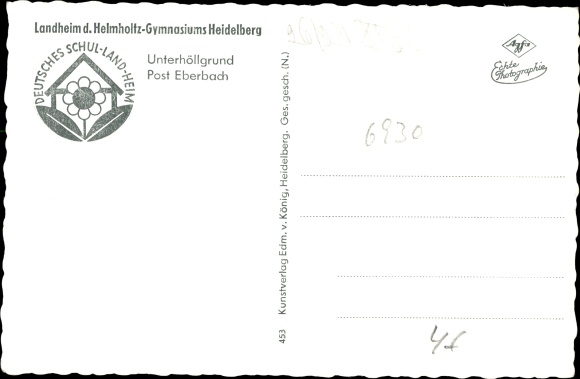 Landheim d. Helmholtz-Gymnasiums Heidelberg
DEUTSCHES SCHUL-LAND-HEIM
Unterhöllgrund
Post Eberbach
453 Kunstverlag Edm. v. König, Heidelberg. Ges. gesch. (N.)
Agfa
Echte
Photographie
6930
4€